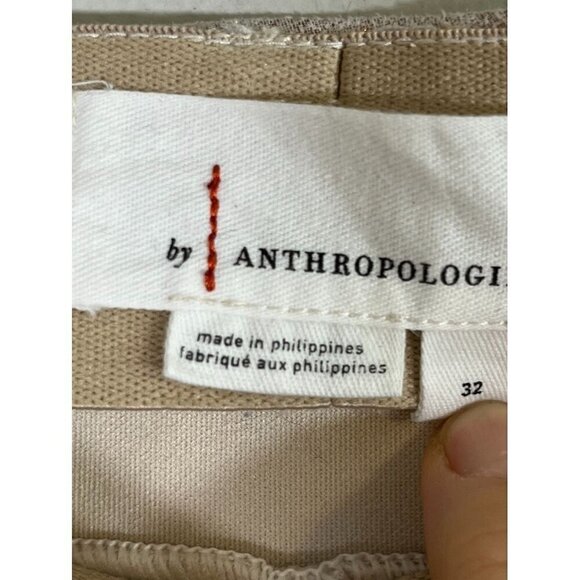 by ANTHROPOLOGI
made in philippines
fabriqué aux philippines
32